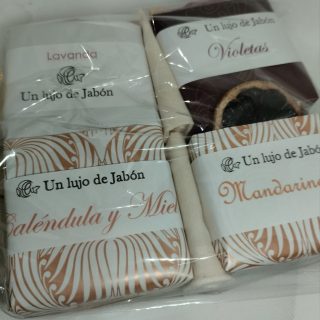 Lavanda
Un lujo de Jabón
Violetas
Un lujo de Jabón
Un lujo de Jabón
Caléndula y Miel
Un lujo de Jabón
Mandarina